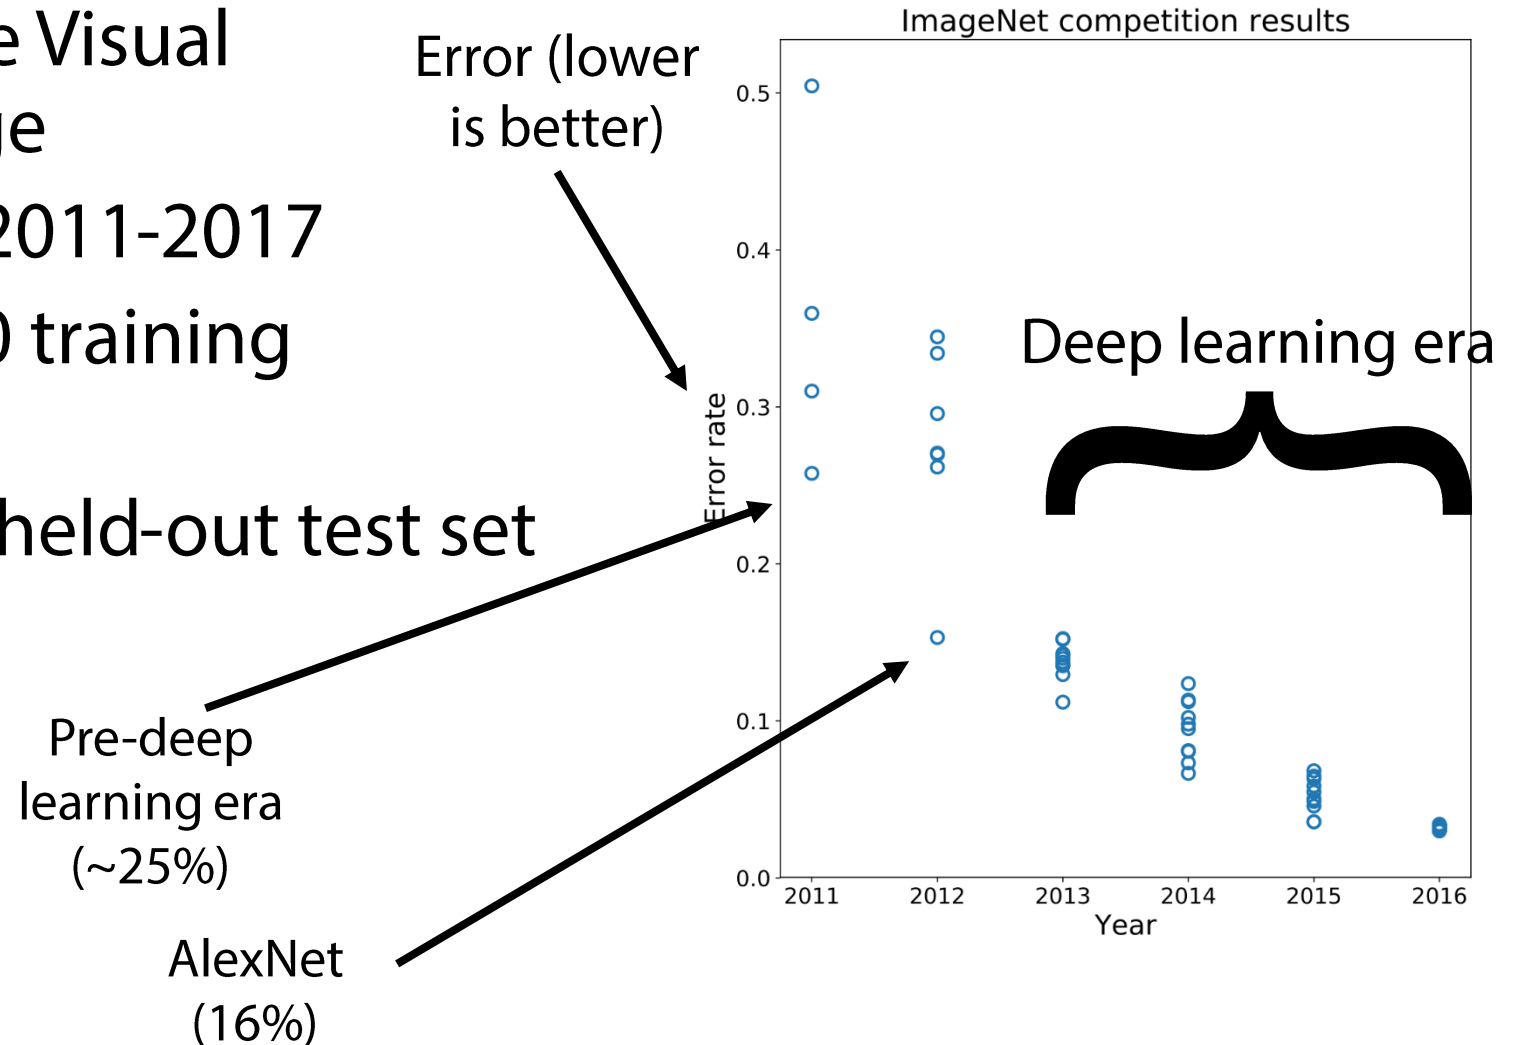 e Visual
ge
2011-2017
0 training
held-out test set
Error (lower
is better)
Pre-deep
learning era
(~25%)
AlexNet
(16%)
ImageNet competition results
Deep learning era
Error rate
0.5
0.4
0.3
0.2
0.1
0.0
2011 2012 2013 2014 2015 2016
Year